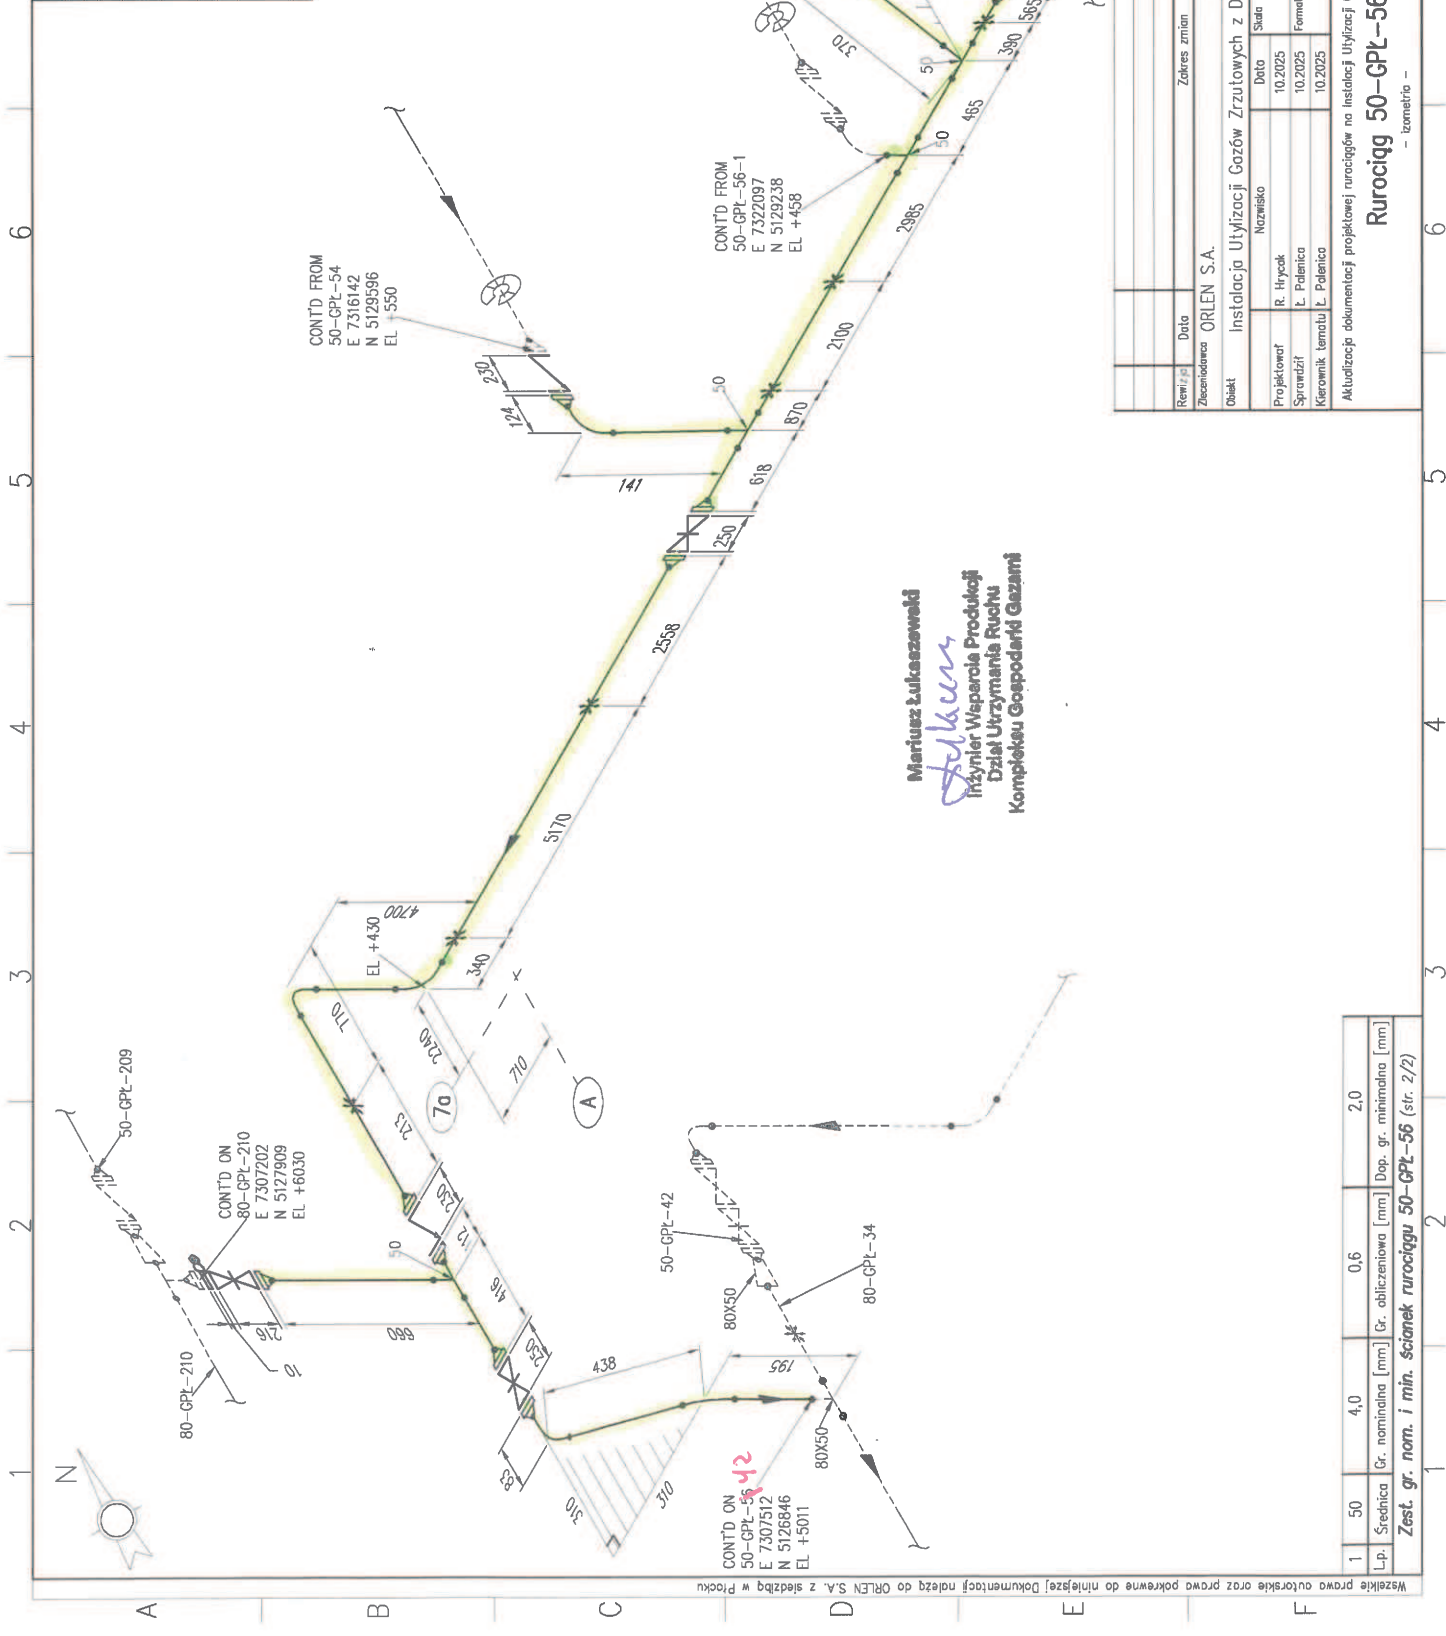 1
2
3
4
5
6
A
B
C
D
E
F
N
80-GPŁ-210
50-GPŁ-209
CONT'D ON
80-GPŁ-210
E 7307202
N 5127909
EL +6030
10
216
660
50
83
250
416
12
230
213
770
EL +430
4700
340
2240
710
7a
A
438
310
310
195
CONT'D ON
50-GPŁ-56
42
E 7307512
N 5126846
EL +5011
80X50
80X50
50-GPŁ-42
80-GPŁ-34
5170
2558
250
618
870
2100
2985
465
390
565
370
50
50
50
141
124
230
CONT'D FROM
50-GPŁ-54
E 7316142
N 5129596
EL +550
CONT'D FROM
50-GPŁ-56-1
E 7322097
N 5129238
EL +458
Mariusz Łukaszewski
Inżynier Wsparcia Produkcji
Dział Utrzymania Ruchu
Kompleksu Gospodarki Gazami
Rewizja Data Zakres zmian
Zleceniodawca ORLEN S.A.
Obiekt Instalacja Utylizacji Gazów Zrzutowych z D
Nazwisko Data Skala
Projektował R. Hrycak 10.2025 Format
Sprawdził Ł. Palenica 10.2025
Kierownik tematu Ł. Palenica 10.2025
Aktualizacja dokumentacji projektowej rurociągów na Instalacji Utylizacji
Rurociąg 50-GPŁ-56
- izometria -
1 50 4,0 0,6 2,0
L.p. Średnica Gr. nominalna [mm] Gr. obliczeniowa [mm] Dop. gr. minimalna [mm]
Zest. gr. nom. i min. ścianek rurociągu 50-GPŁ-56 (str. 2/2)
Wszelkie prawa autorskie oraz prawa pokrewne do niniejszej Dokumentacji należą do ORLEN S.A. z siedzibą w Płocku